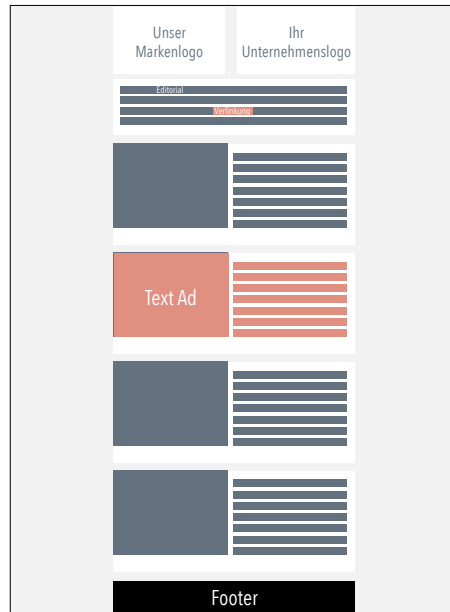 Unser
Markenlogo
Ihr
Unternehmenslogo
Editorial
Verlinkung
Text Ad
Footer